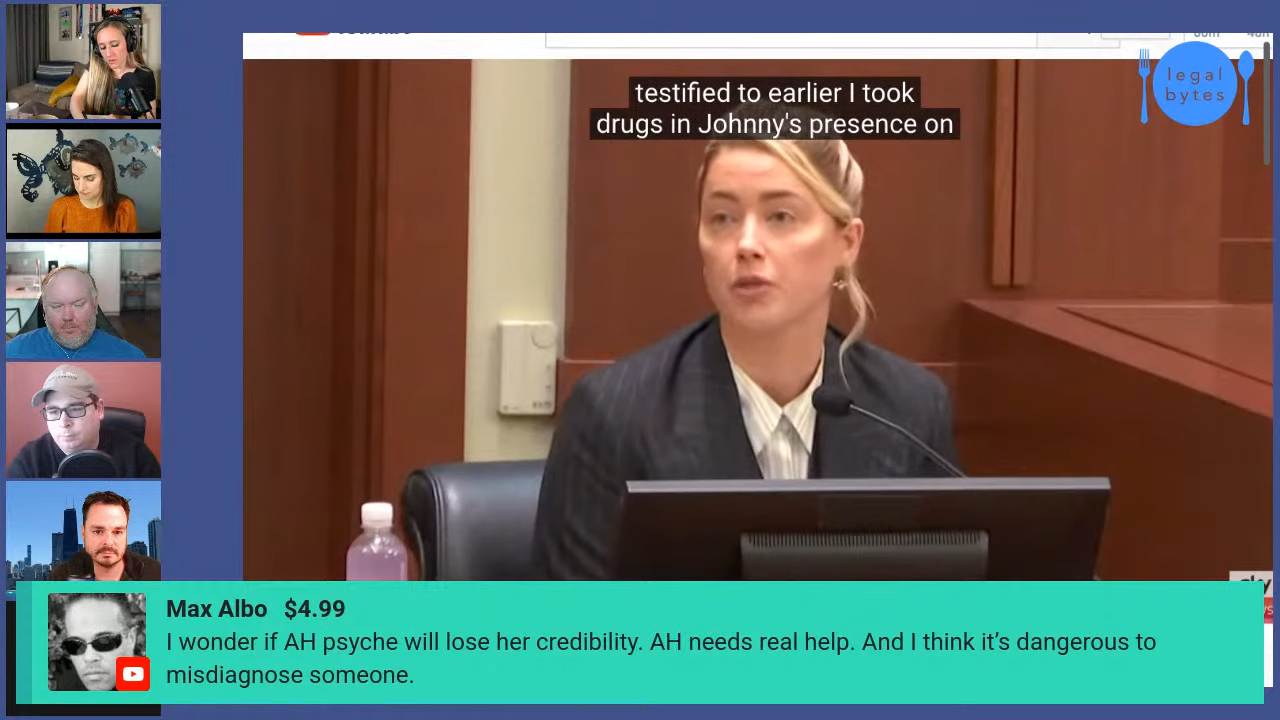 testified to earlier I took
drugs in Johnny's presence on
legal
bytes
sky
Max Albo $4.99
I wonder if AH psyche will lose her credibility. AH needs real help. And I think it’s dangerous to
misdiagnose someone.